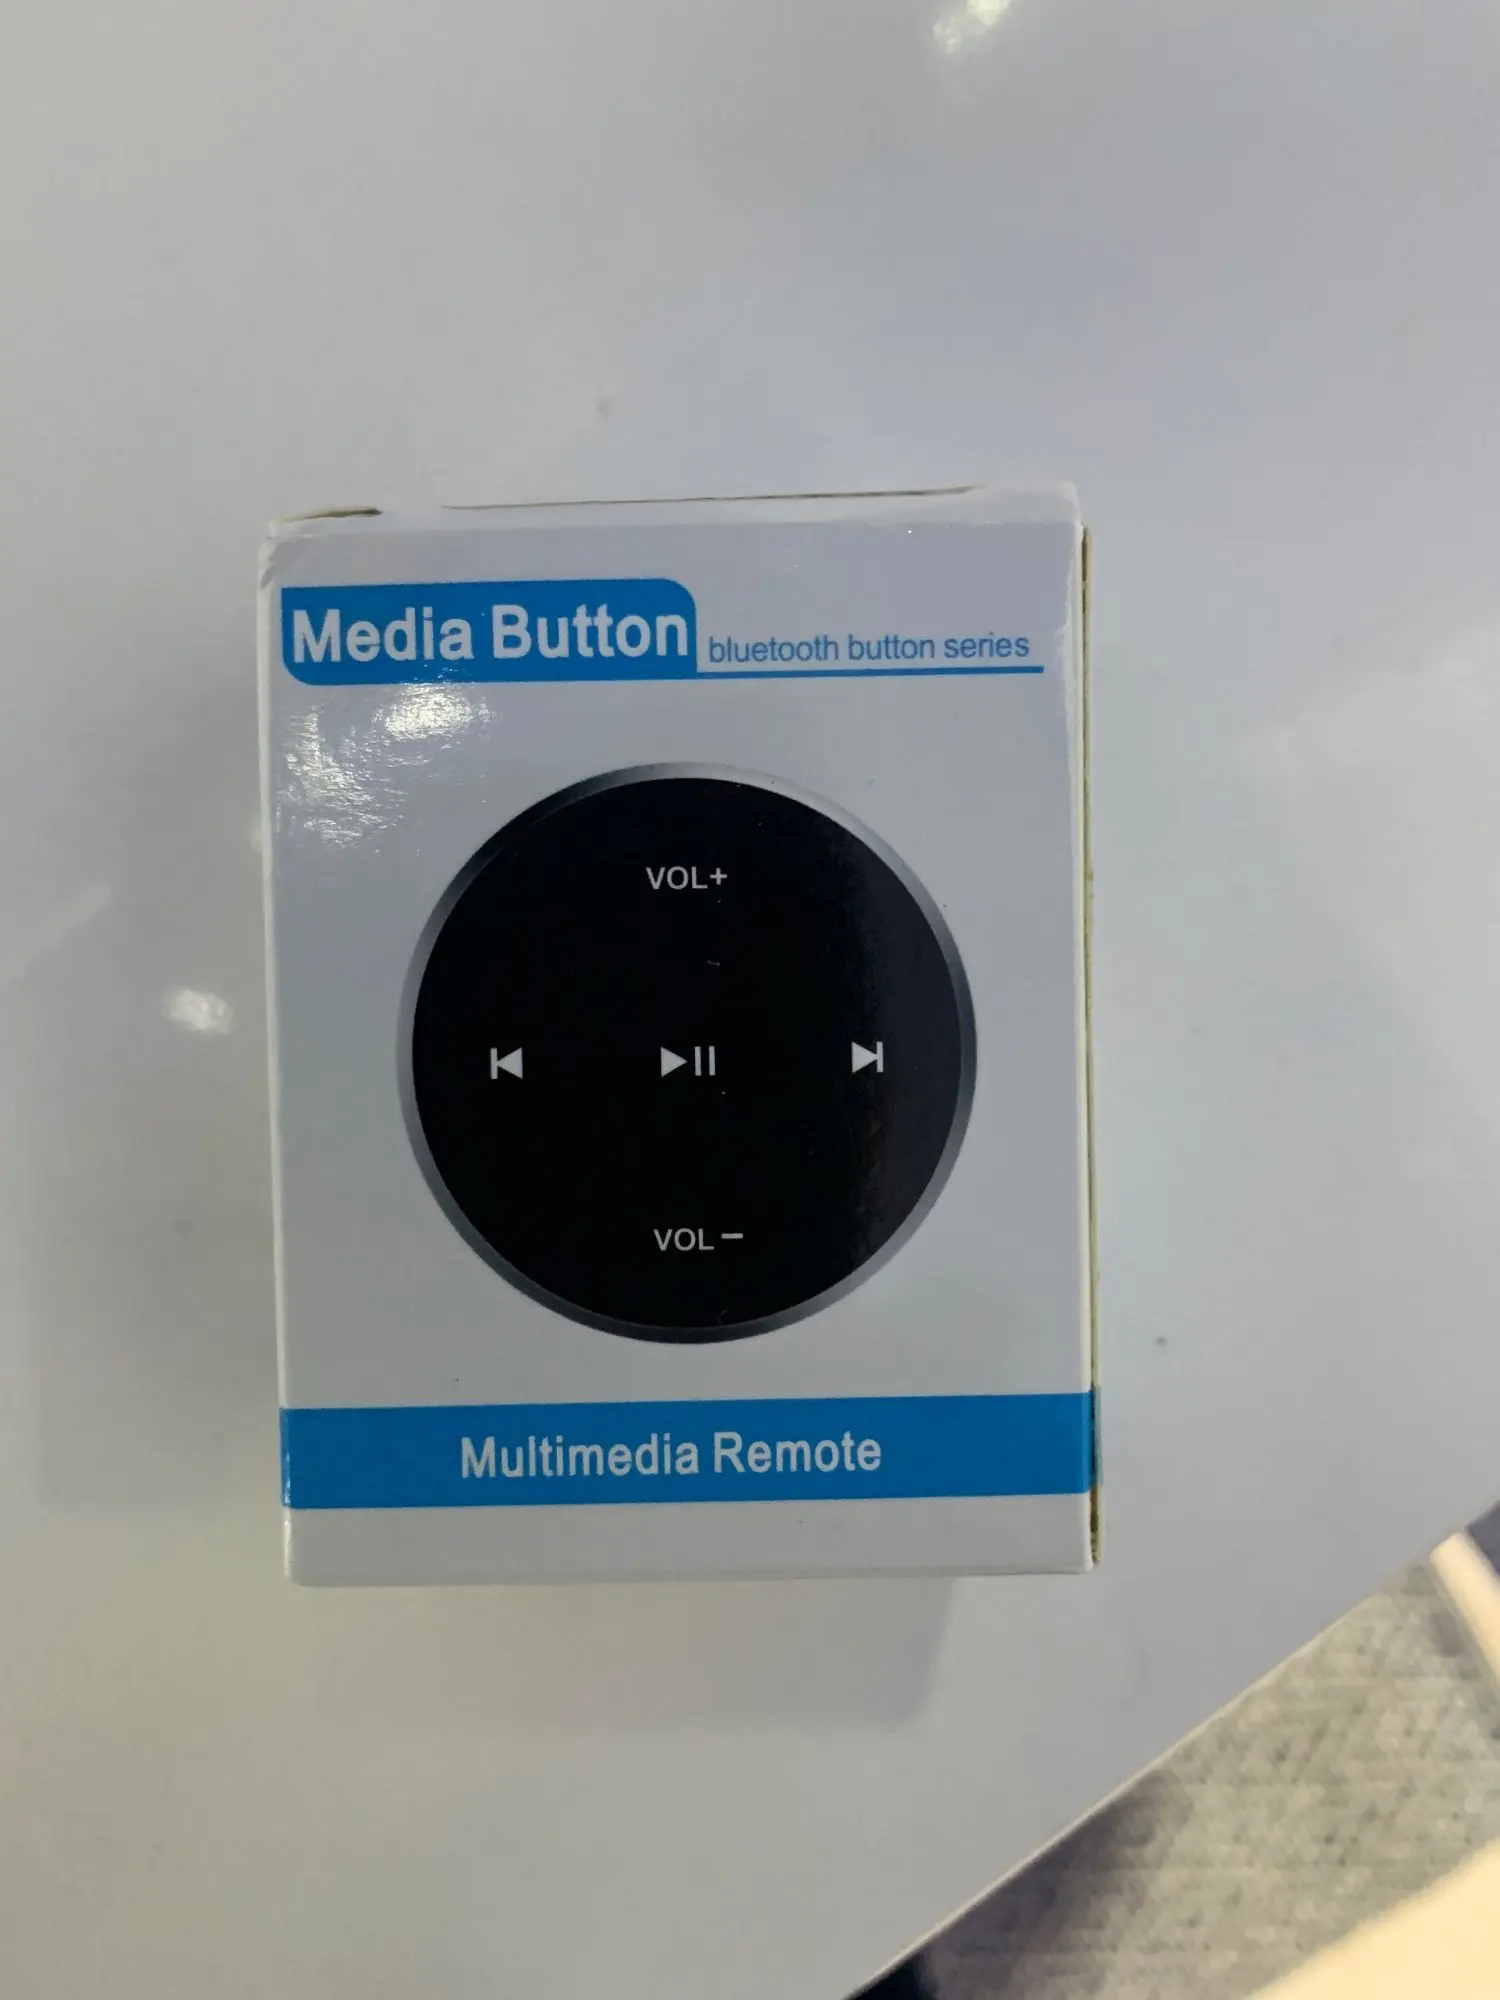 Media Button bluetooth button series
VOL+
VOL−
Multimedia Remote